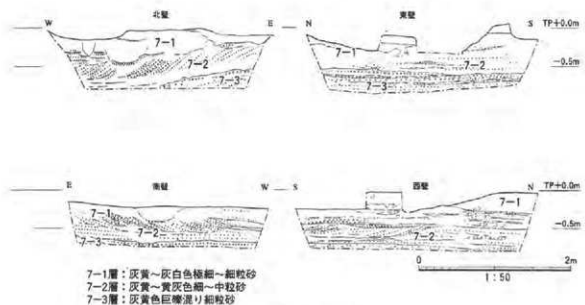 北壁
W
E
7-1
7-2
7-3
東壁
N
S
TP+0.0m
7-1
7-2
-0.5m
7-3
南壁
E
W
7-1
7-2
7-3
西壁
S
N
TP+0.0m
7-1
-0.5m
7-2
7-1層：灰黄～灰白色極細～細粒砂
7-2層：灰黄～黄灰色細～中粒砂
7-3層：灰黄色巨礫混り細粒砂
0
2m
1:50